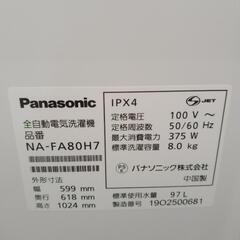 Panasonic
全自動電気洗濯機
品番
NA-FA80H7
外形寸法
幅 599 mm
奥行 618 mm
高さ 1024 mm
IPX4
S JET
定格電圧 100 V～
定格周波数 50/60 Hz
最大消費電力 375 W
標準洗濯容量 8.0 kg
パナソニック株式会社
中国製
標準使用水量 97 L
製造番号 19O2500681